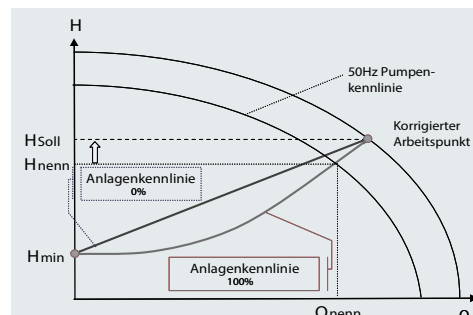 H
50Hz Pumpen-
kennlinie
Korrigierter
Arbeitspunkt
HSoll
Hnenn
Anlagenkennlinie
0%
Hmin
Anlagenkennlinie
100%
Qnenn
Q